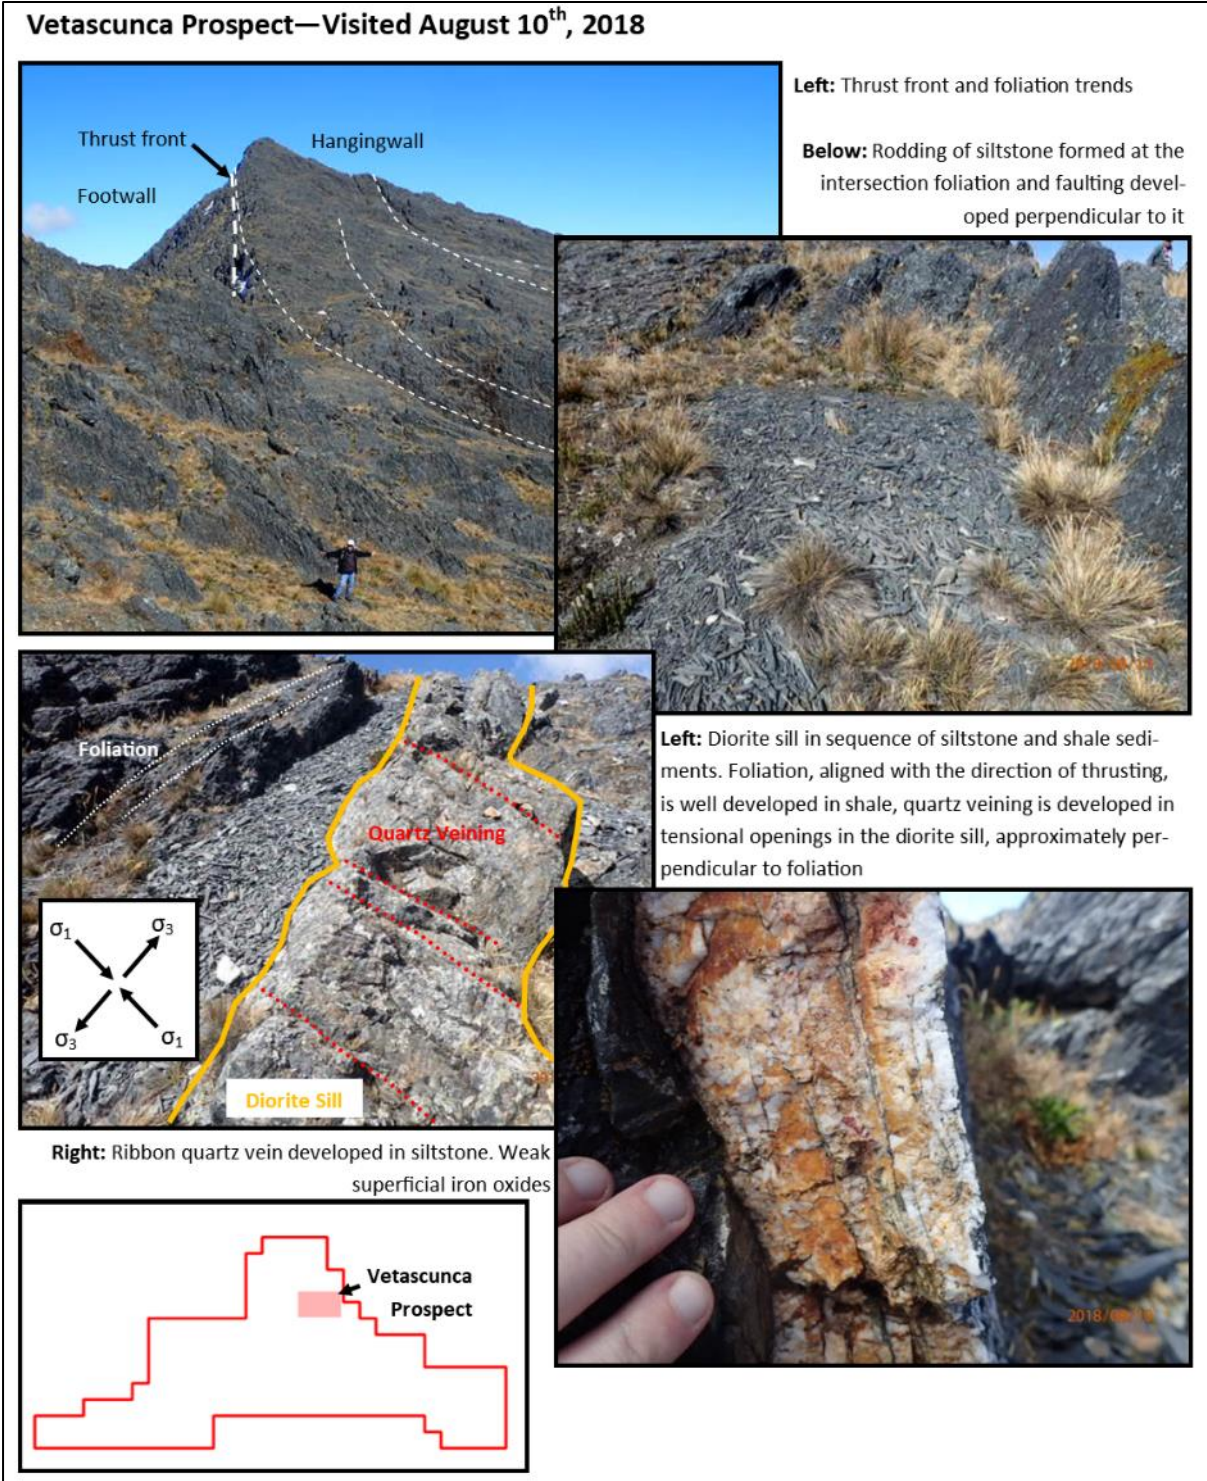 Vetascunca Prospect—Visited August 10th, 2018
Thrust front
Hangingwall
Footwall
Left: Thrust front and foliation trends
Below: Rodding of siltstone formed at the
intersection foliation and faulting devel-
oped perpendicular to it
Foliation
Quartz Veining
σ1
σ3
σ3
σ1
Diorite Sill
Left: Diorite sill in sequence of siltstone and shale sedi-
ments. Foliation, aligned with the direction of thrusting,
is well developed in shale, quartz veining is developed in
tensional openings in the diorite sill, approximately per-
pendicular to foliation
Right: Ribbon quartz vein developed in siltstone. Weak
superficial iron oxides
Vetascunca
Prospect